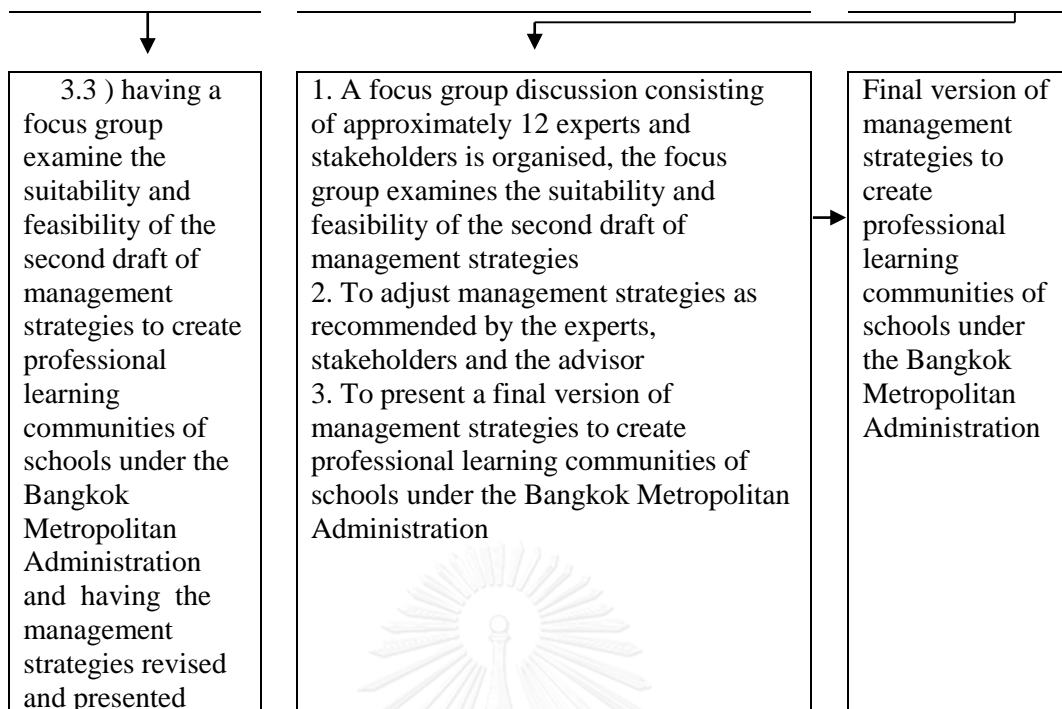 3.3 ) having a
focus group
examine the
suitability and
feasibility of the
second draft of
management
strategies to create
professional
learning
communities of
schools under the
Bangkok
Metropolitan
Administration
and having the
management
strategies revised
and presented
1. A focus group discussion consisting
of approximately 12 experts and
stakeholders is organised, the focus
group examines the suitability and
feasibility of the second draft of
management strategies
2. To adjust management strategies as
recommended by the experts,
stakeholders and the advisor
3. To present a final version of
management strategies to create
professional learning communities of
schools under the Bangkok Metropolitan
Administration
Final version of
management
strategies to
create
professional
learning
communities of
schools under
the Bangkok
Metropolitan
Administration